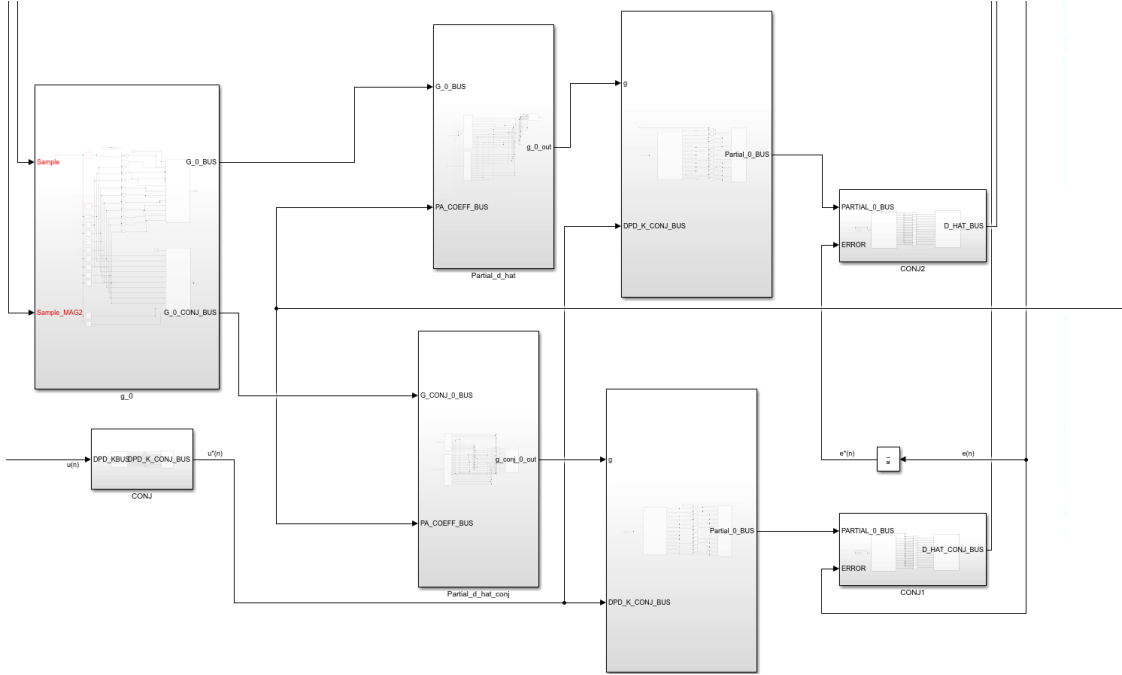 G_0_BUS
g_0_out
PA_COEFF_BUS
Partial_d_hat
g
Partial_0_BUS
DPD_K_CONJ_BUS
PARTIAL_0_BUS
D_HAT_BUS
ERROR
CONJ2
Sample
G_0_BUS
Sample_MAG2
G_0_CONJ_BUS
g_0
G_CONJ_0_BUS
g_conj_0_out
PA_COEFF_BUS
Partial_d_hat_conj
DPD_KBUS
DPD_K_CONJ_BUS
u(n)
u*(n)
CONJ
g
Partial_0_BUS
DPD_K_CONJ_BUS
e*(n)
e(n)
PARTIAL_0_BUS
D_HAT_CONJ_BUS
ERROR
CONJ1